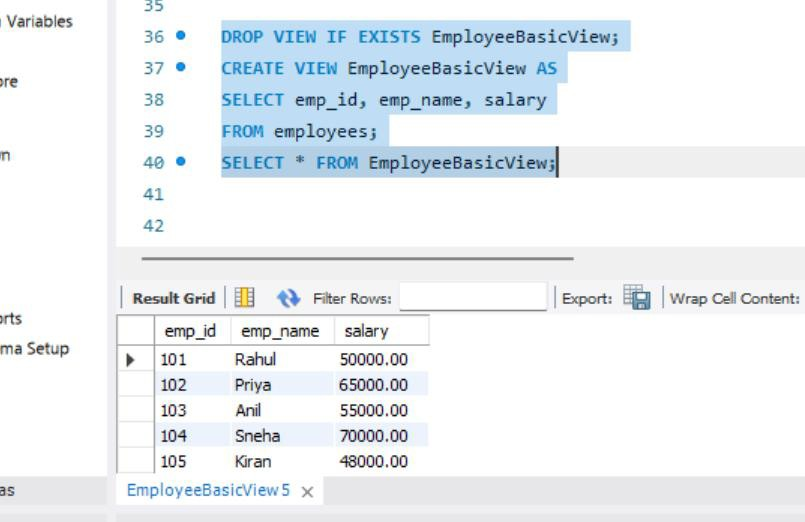 Variables
35
36 DROP VIEW IF EXISTS EmployeeBasicView;
37 CREATE VIEW EmployeeBasicView AS
38 SELECT emp_id, emp_name, salary
39 FROM employees;
40 SELECT * FROM EmployeeBasicView;
41
42
ma Setup
Result Grid Filter Rows: Export: Wrap Cell Content:
emp_id emp_name salary
101 Rahul 50000.00
102 Priya 65000.00
103 Anil 55000.00
104 Sneha 70000.00
105 Kiran 48000.00
as
EmployeeBasicView 5